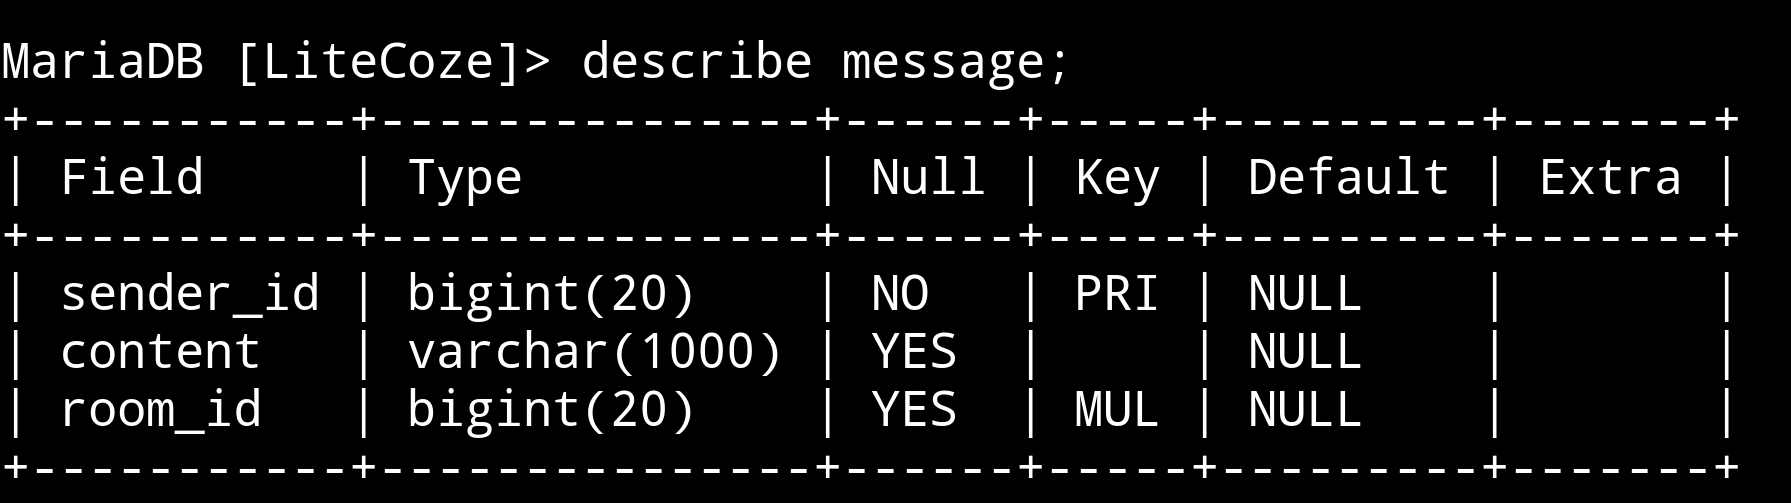 MariaDB [LiteCoze]> describe message;
+-----------+---------------+------+-----+---------+-------+
| Field     | Type          | Null | Key | Default | Extra |
+-----------+---------------+------+-----+---------+-------+
| sender_id | bigint(20)    | NO   | PRI | NULL    |       |
| content   | varchar(1000) | YES  |     | NULL    |       |
| room_id   | bigint(20)    | YES  | MUL | NULL    |       |
+-----------+---------------+------+-----+---------+-------+